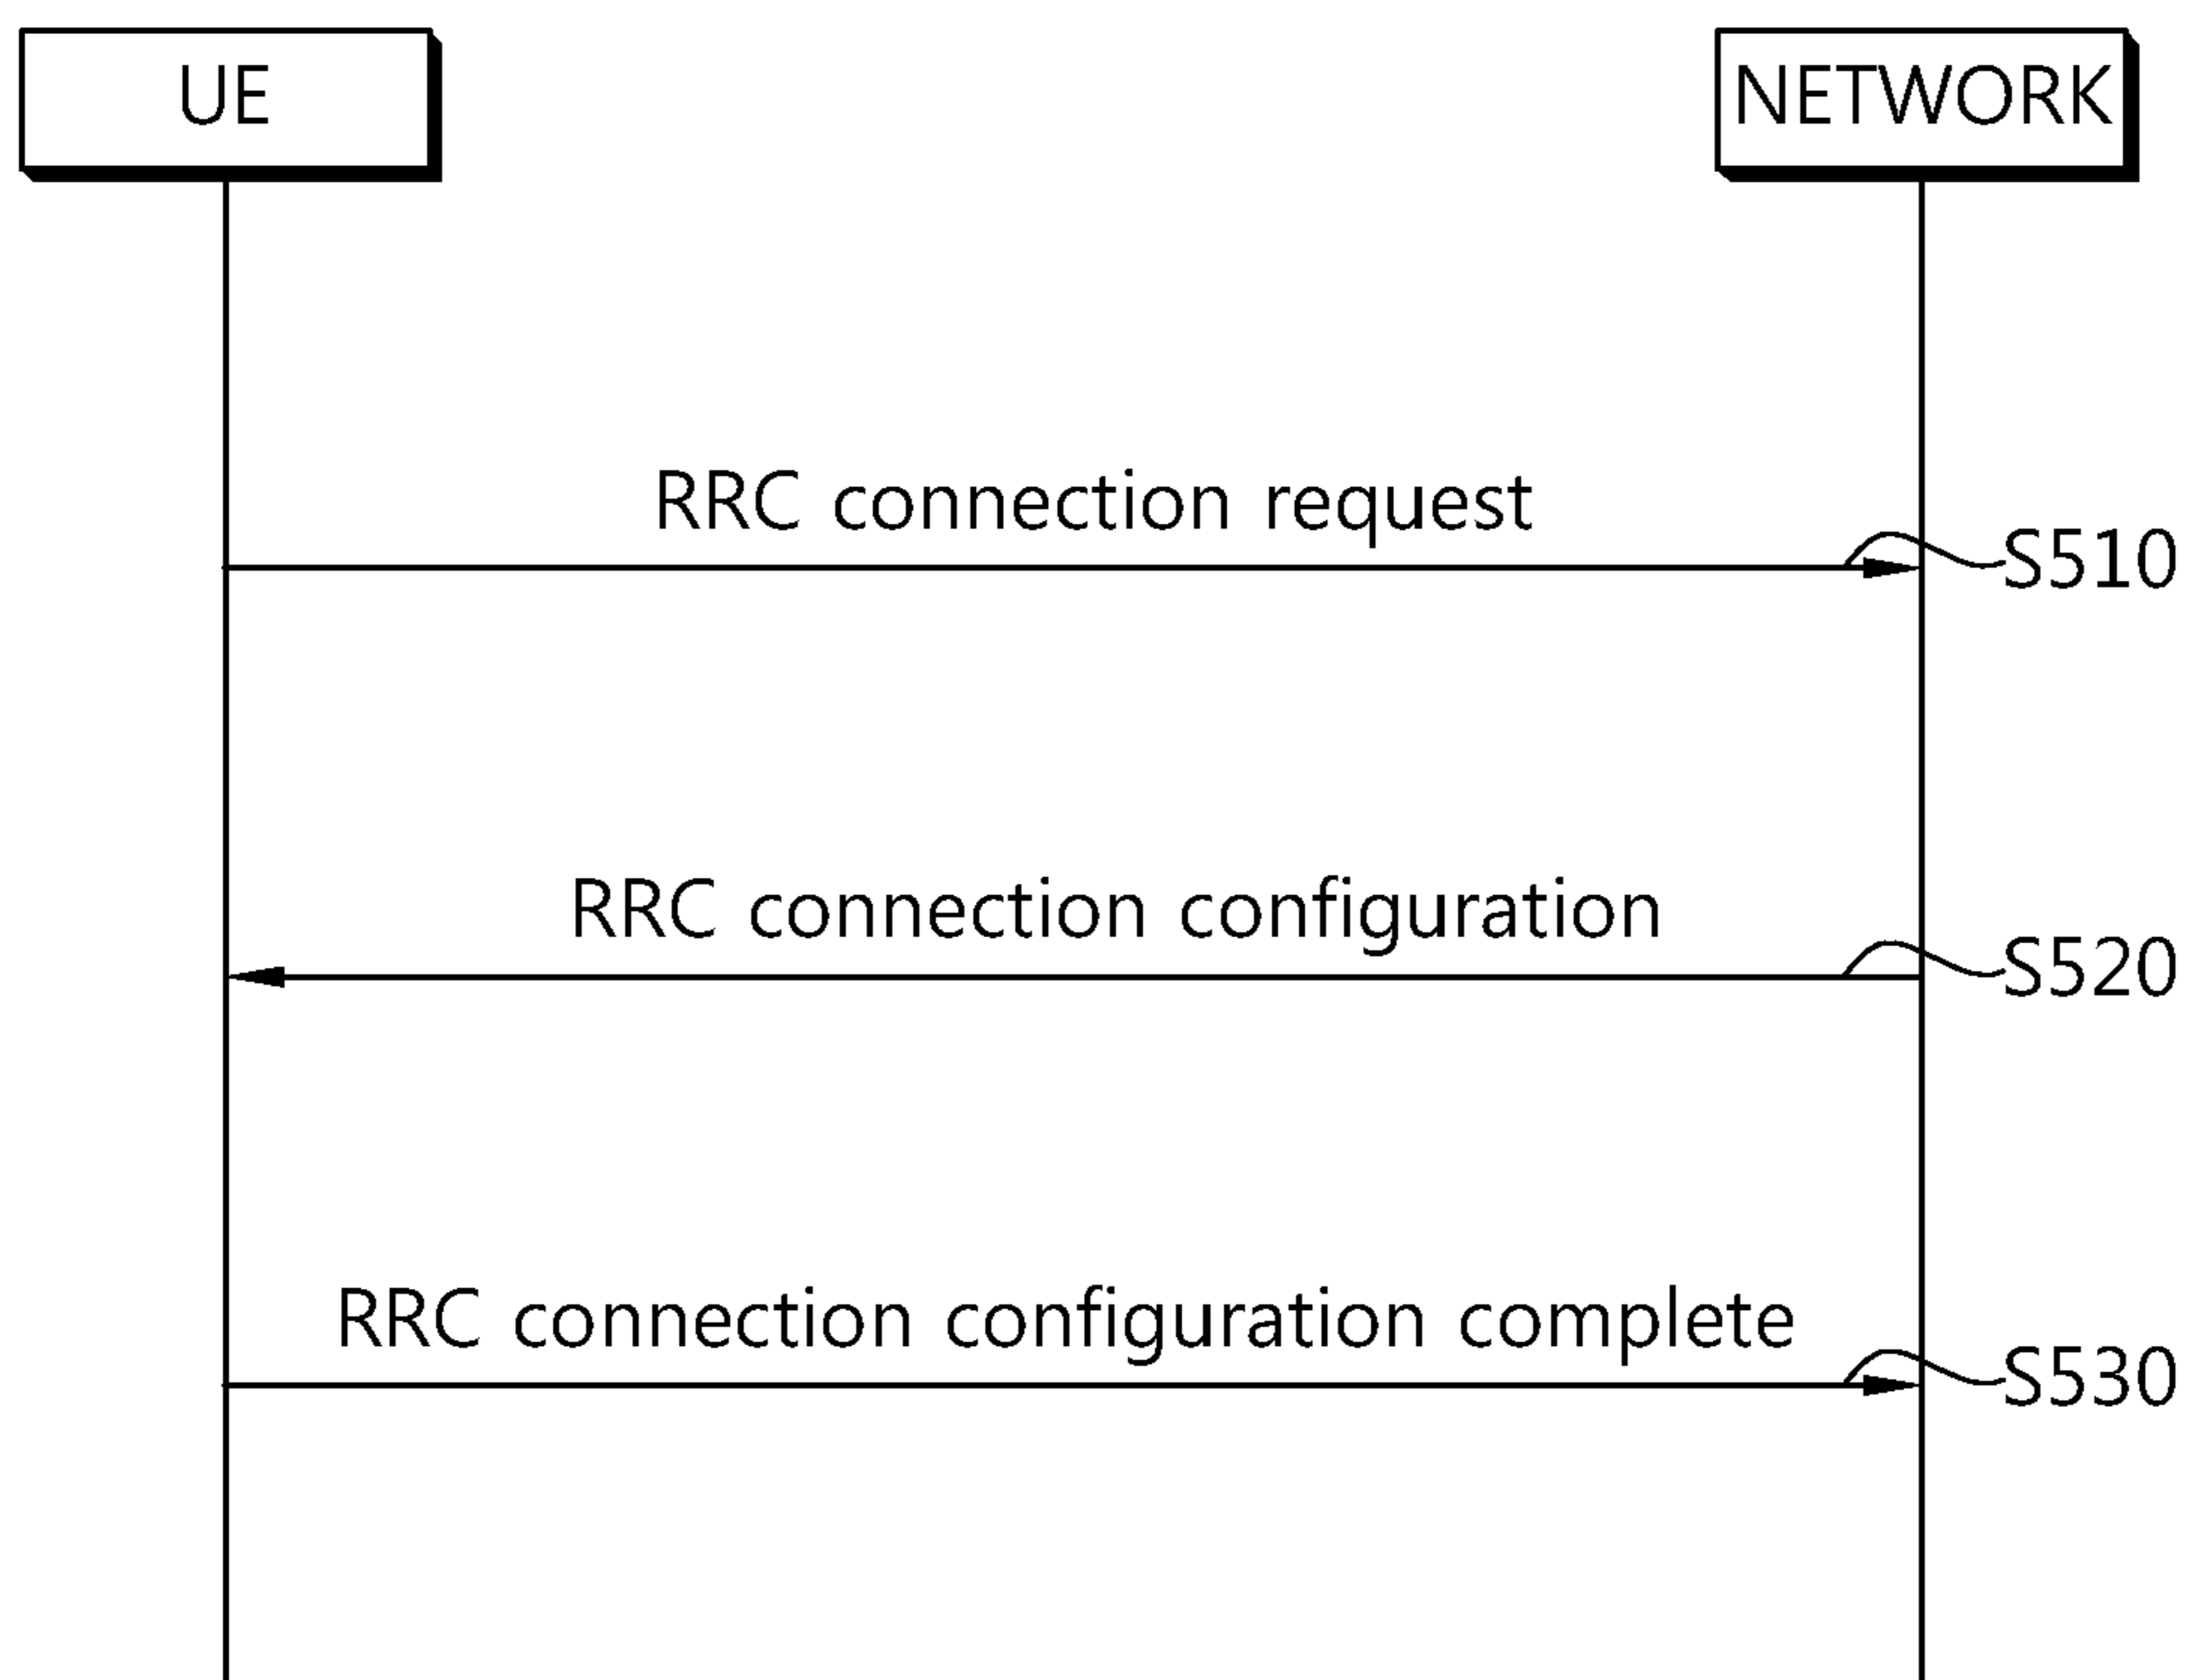 UE
NETWORK
RRC connection request
S510
RRC connection configuration
S520
RRC connection configuration complete
S530